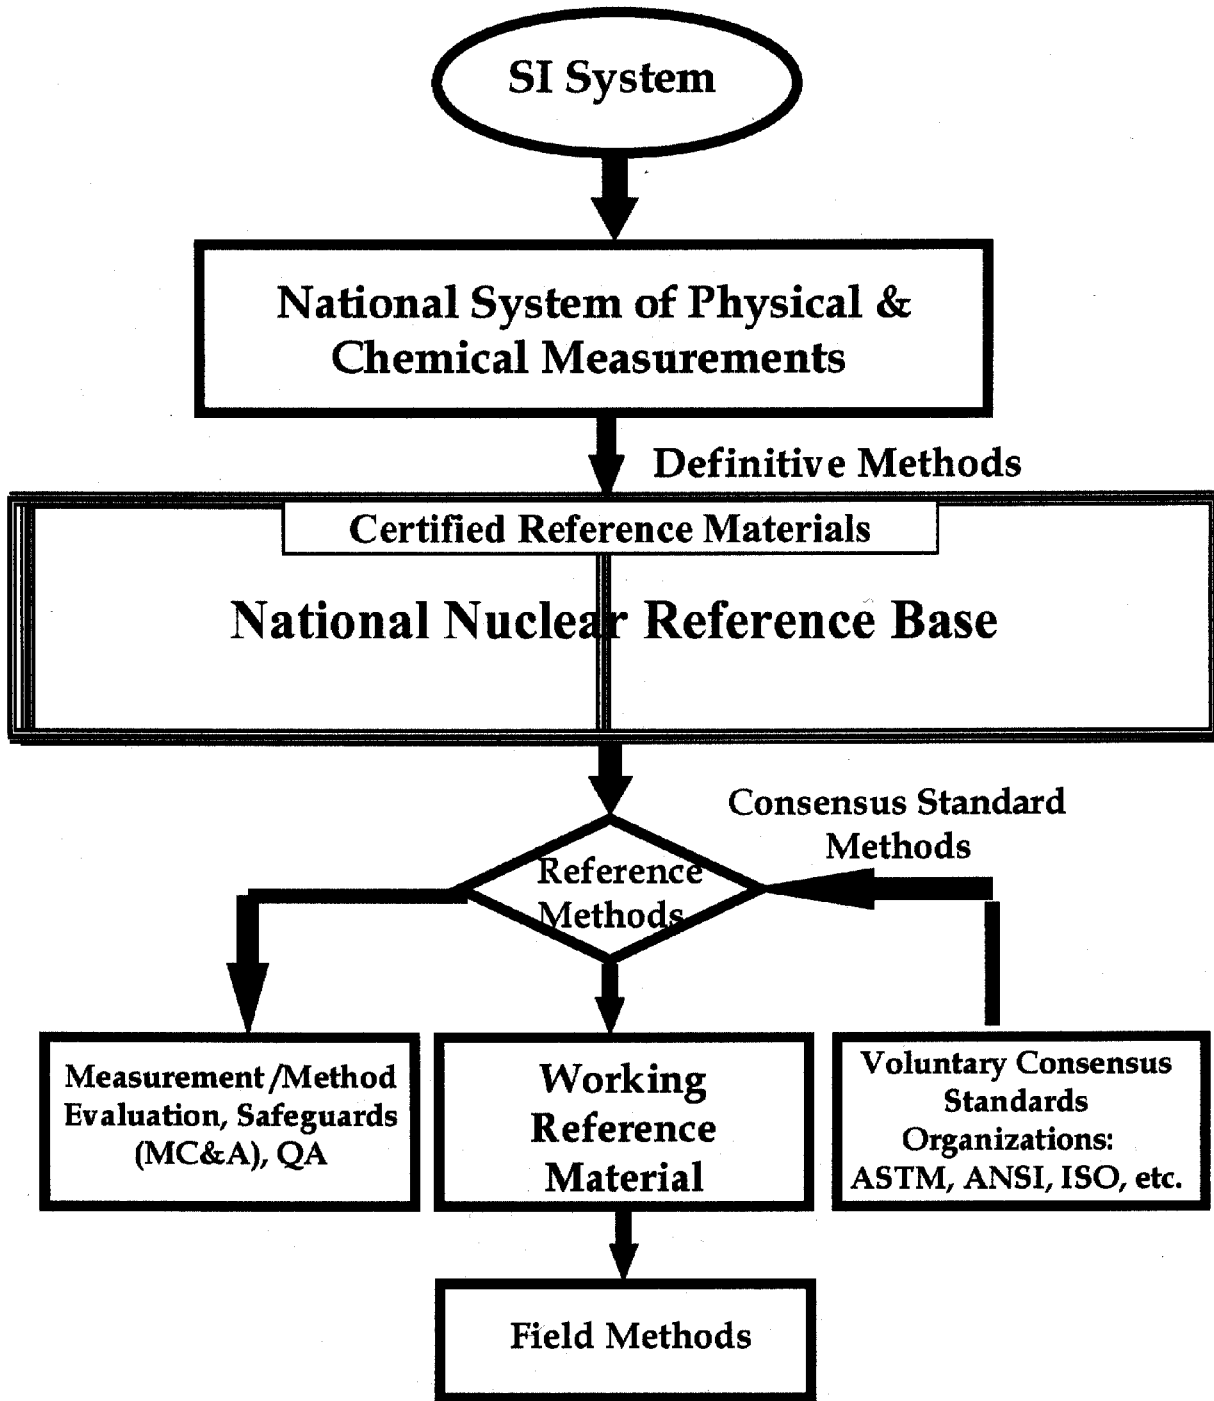 SI System
National System of Physical &
Chemical Measurements
Definitive Methods
Certified Reference Materials
National Nuclear Reference Base
Consensus Standard
Methods
Reference
Methods
Measurement/Method
Evaluation, Safeguards
(MC&A), QA
Working
Reference
Material
Voluntary Consensus
Standards
Organizations:
ASTM, ANSI, ISO, etc.
Field Methods